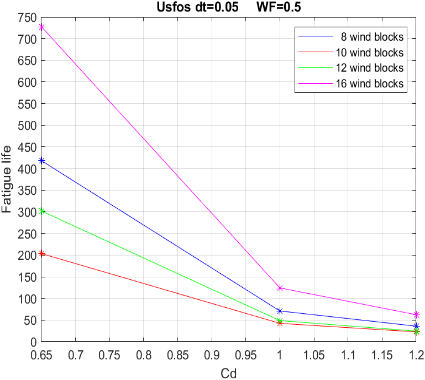 Usfos dt=0.05 WF=0.5
750
700
650
600
550
500
450
400
350
300
250
200
150
100
50
0
Fatigue life
8 wind blocks
10 wind blocks
12 wind blocks
16 wind blocks
0.65 0.7 0.75 0.8 0.85 0.9 0.95 1 1.05 1.1 1.15 1.2
Cd